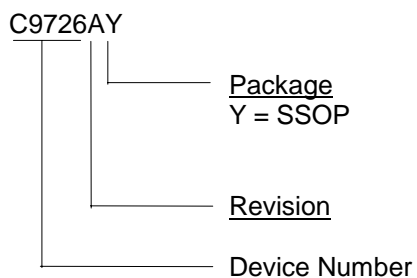 C9726AY
Package
Y = SSOP
Revision
Device Number